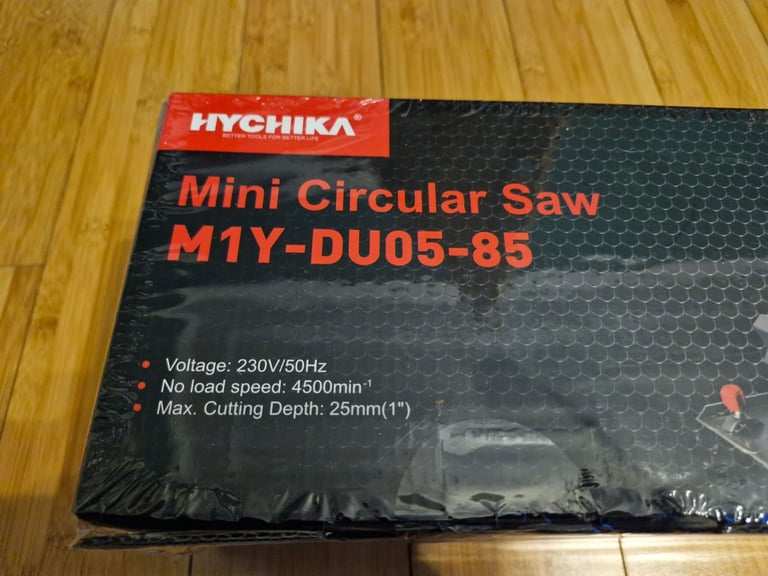 HYCHIKA®
BETTER TOOLS FOR BETTER LIFE
Mini Circular Saw
M1Y-DU05-85
• Voltage: 230V/50Hz
• No load speed: 4500min⁻¹
• Max. Cutting Depth: 25mm(1")